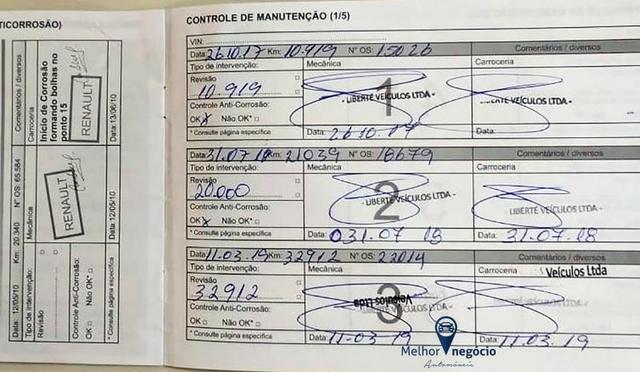 TICORROSÃO)
Data: 12/05/10 Km: 20.340 Nº OS: 65.584 Comentários / diversos
Tipo de intervenção: Mecânica Carroceria
Revisão
Início de Corrosão
formando bolhas no
ponto 15
Controle Anti-Corrosão:
OK Não OK*
* Consulte página específica
RENAULT
RENAULT
Data: 12/05/10 Data: 13/05/10
CONTROLE DE MANUTENÇÃO (1/5)
VIN:
Data: 26.10.17 Km: 10.919 Nº OS: 15026 Comentários / diversos
Tipo de intervenção: Mecânica Carroceria
Revisão
10.919
1
LIBERTÉ VEÍCULOS LTDA - - LIBERTÉ VEÍCULOS LTDA -
Controle Anti-Corrosão:
OK Não OK*
* Consulte página específica Data: 26 10 17 Data:
Data: 31.07.18 Km: 21039 Nº OS: 18679 Comentários / diversos
Tipo de intervenção: Mecânica Carroceria
Revisão
20.000
2
LIBERTÉ VEÍCULOS LTDA - LIBERTÉ VEÍCULOS LTDA -
Controle Anti-Corrosão:
OK Não OK*
* Consulte página específica Data: 31.07 18 Data: 31.07.18
Data: 11.03.19 Km: 32912 Nº OS: 22014 Comentários / diversos
Tipo de intervenção: Mecânica Carroceria Veículos Ltda
Revisão
32912
3
Veículos Ltda
Controle Anti-Corrosão:
OK Não OK*
* Consulte página específica Data: 11-03-19 Data: 11.03.19
Melhor negócio
Automóveis